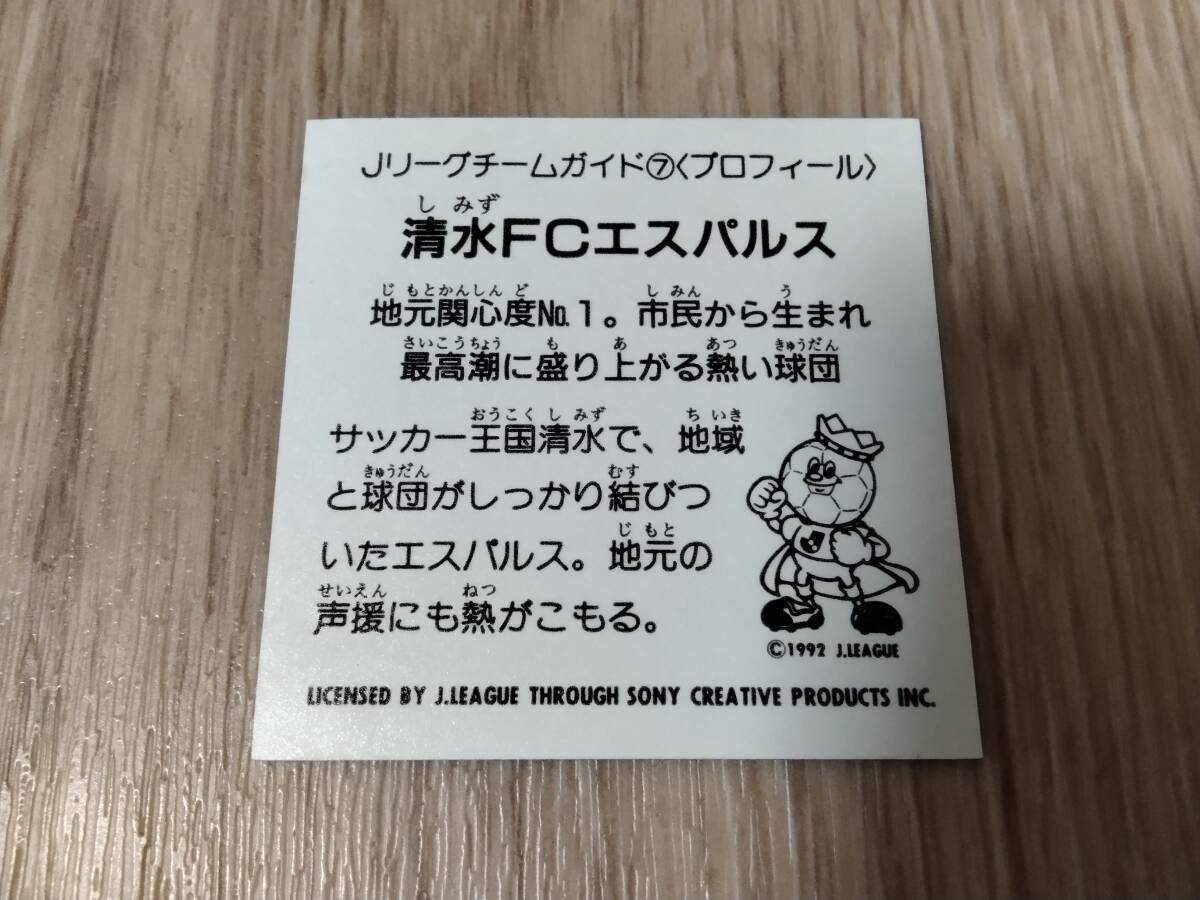 Jリーグチームガイド⑦〈プロフィール〉
しみず
清水FCエスパルス
じもとかんしんど しみん う
地元関心度No.1。市民から生まれ
さいこうちょう も あ あつ きゅうだん
最高潮に盛り上がる熱い球団
おうこくしみず ちいき
サッカー王国清水で、地域
きゅうだん むす
と球団がしっかり結びつ
じもと
いたエスパルス。地元の
せいえん ねつ
声援にも熱がこもる。
J
©1992 J.LEAGUE
LICENSED BY J.LEAGUE THROUGH SONY CREATIVE PRODUCTS INC.